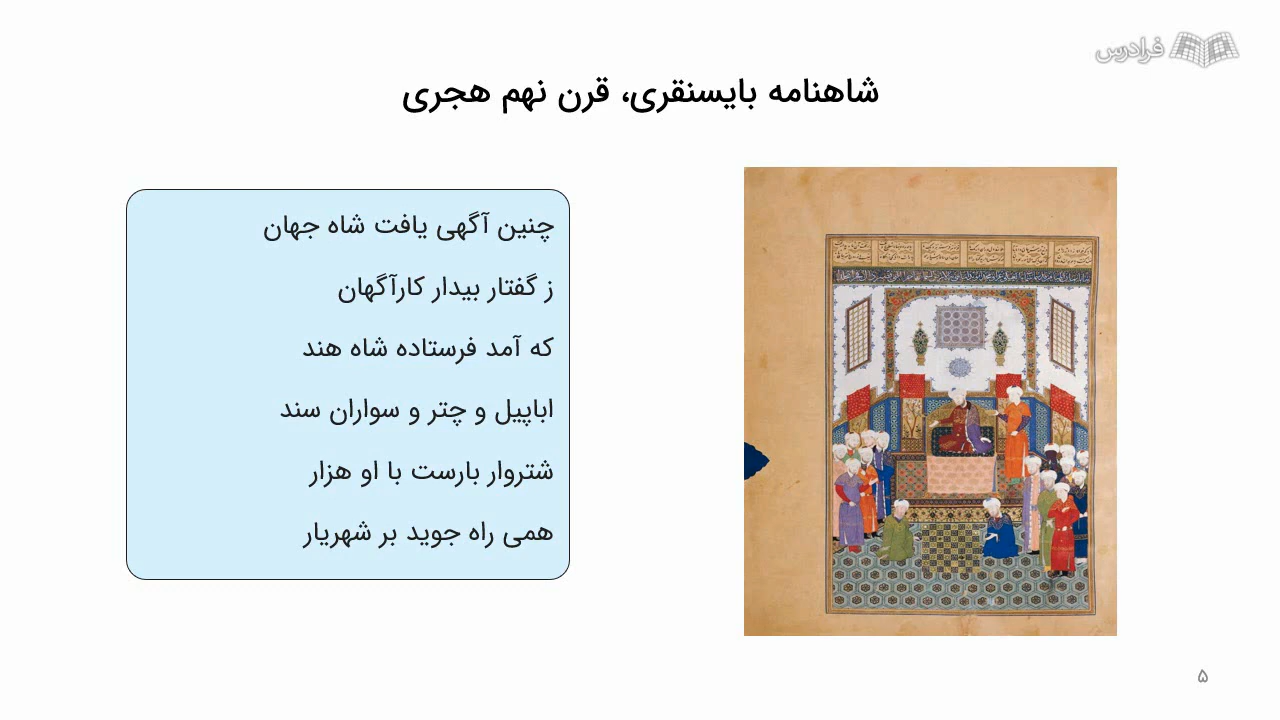 فرادرس
شاهنامه بایسنقری، قرن نهم هجری
چنین آگهی یافت شاه جهان
ز گفتار بیدار کارآگهان
که آمد فرستاده شاه هند
اباپیل و چتر و سواران سند
شتروار بارست با او هزار
همی راه جوید بر شهریار
۵